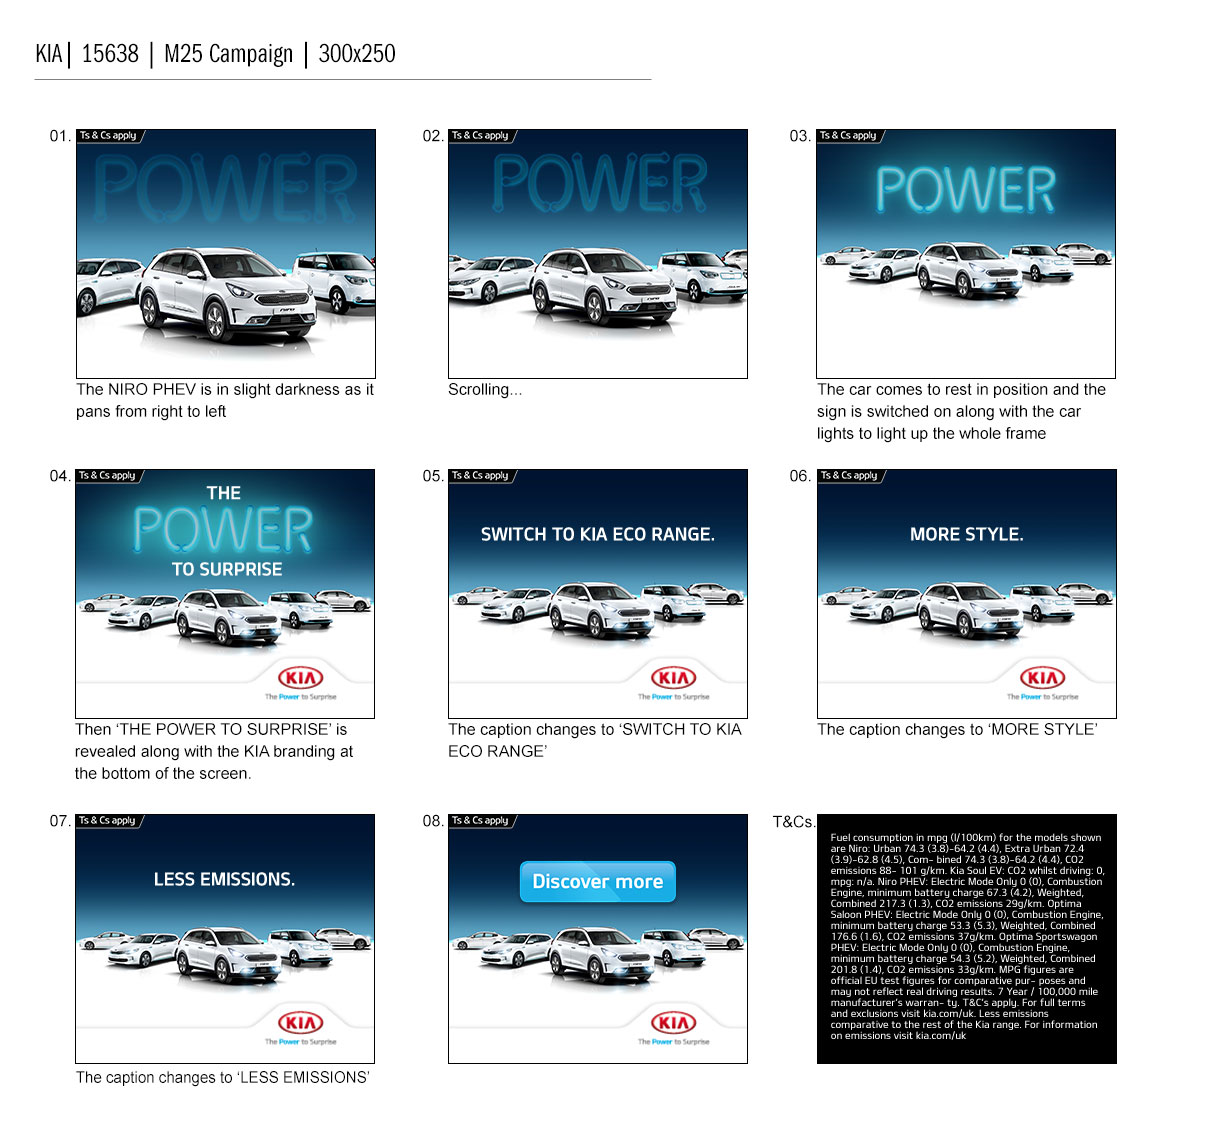 KIA| 15638 | M25 Campaign | 300x250
01.
Ts & Cs apply
POWER
NIRO
The NIRO PHEV is in slight darkness as it
pans from right to left
02.
Ts & Cs apply
POWER
Scrolling...
03.
Ts & Cs apply
POWER
The car comes to rest in position and the
sign is switched on along with the car
lights to light up the whole frame
04.
Ts & Cs apply
THE
POWER
TO SURPRISE
KIA
The Power to Surprise
Then ‘THE POWER TO SURPRISE’ is
revealed along with the KIA branding at
the bottom of the screen.
05.
Ts & Cs apply
SWITCH TO KIA ECO RANGE.
KIA
The Power to Surprise
The caption changes to ‘SWITCH TO KIA
ECO RANGE’
06.
Ts & Cs apply
MORE STYLE.
KIA
The Power to Surprise
The caption changes to ‘MORE STYLE’
07.
Ts & Cs apply
LESS EMISSIONS.
KIA
The Power to Surprise
The caption changes to ‘LESS EMISSIONS’
08.
Ts & Cs apply
Discover more
KIA
The Power to Surprise
T&Cs.
Fuel consumption in mpg (l/100km) for the models shown
are Niro: Urban 74.3 (3.8)-64.2 (4.4), Extra Urban 72.4
(3.9)-62.8 (4.5), Com- bined 74.3 (3.8)-64.2 (4.4), CO2
emissions 88- 101 g/km. Kia Soul EV: CO2 whilst driving: 0,
mpg: n/a. Niro PHEV: Electric Mode Only 0 (0), Combustion
Engine, minimum battery charge 67.3 (4.2), Weighted,
Combined 217.3 (1.3), CO2 emissions 29g/km. Optima
Saloon PHEV: Electric Mode Only 0 (0), Combustion Engine,
minimum battery charge 53.3 (5.3), Weighted, Combined
176.6 (1.6), CO2 emissions 37g/km. Optima Sportswagon
PHEV: Electric Mode Only 0 (0), Combustion Engine,
minimum battery charge 54.3 (5.2), Weighted, Combined
201.8 (1.4), CO2 emissions 33g/km. MPG figures are
official EU test figures for comparative pur- poses and
may not reflect real driving results. 7 Year / 100,000 mile
manufacturer's warran- ty. T&C's apply. For full terms
and exclusions visit kia.com/uk. Less emissions
comparative to the rest of the Kia range. For information
on emissions visit kia.com/uk